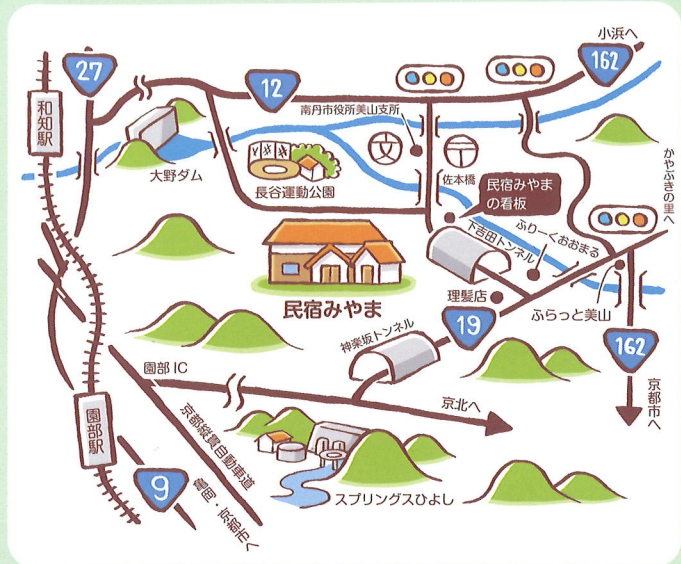 小浜へ
27
162
12
和知駅
南丹市役所美山支所
文
〒
佐本橋
大野ダム
長谷運動公園
かやぶきの里へ
民宿みやま
の看板
下吉田トンネル
ふりーくおおまる
民宿みやま
理髪店
ふらっと美山
19
神楽坂トンネル
162
園部 IC
京北へ
京都市へ
園部駅
京都縦貫自動車道
9
亀岡・京都市へ
スプリングスひよし